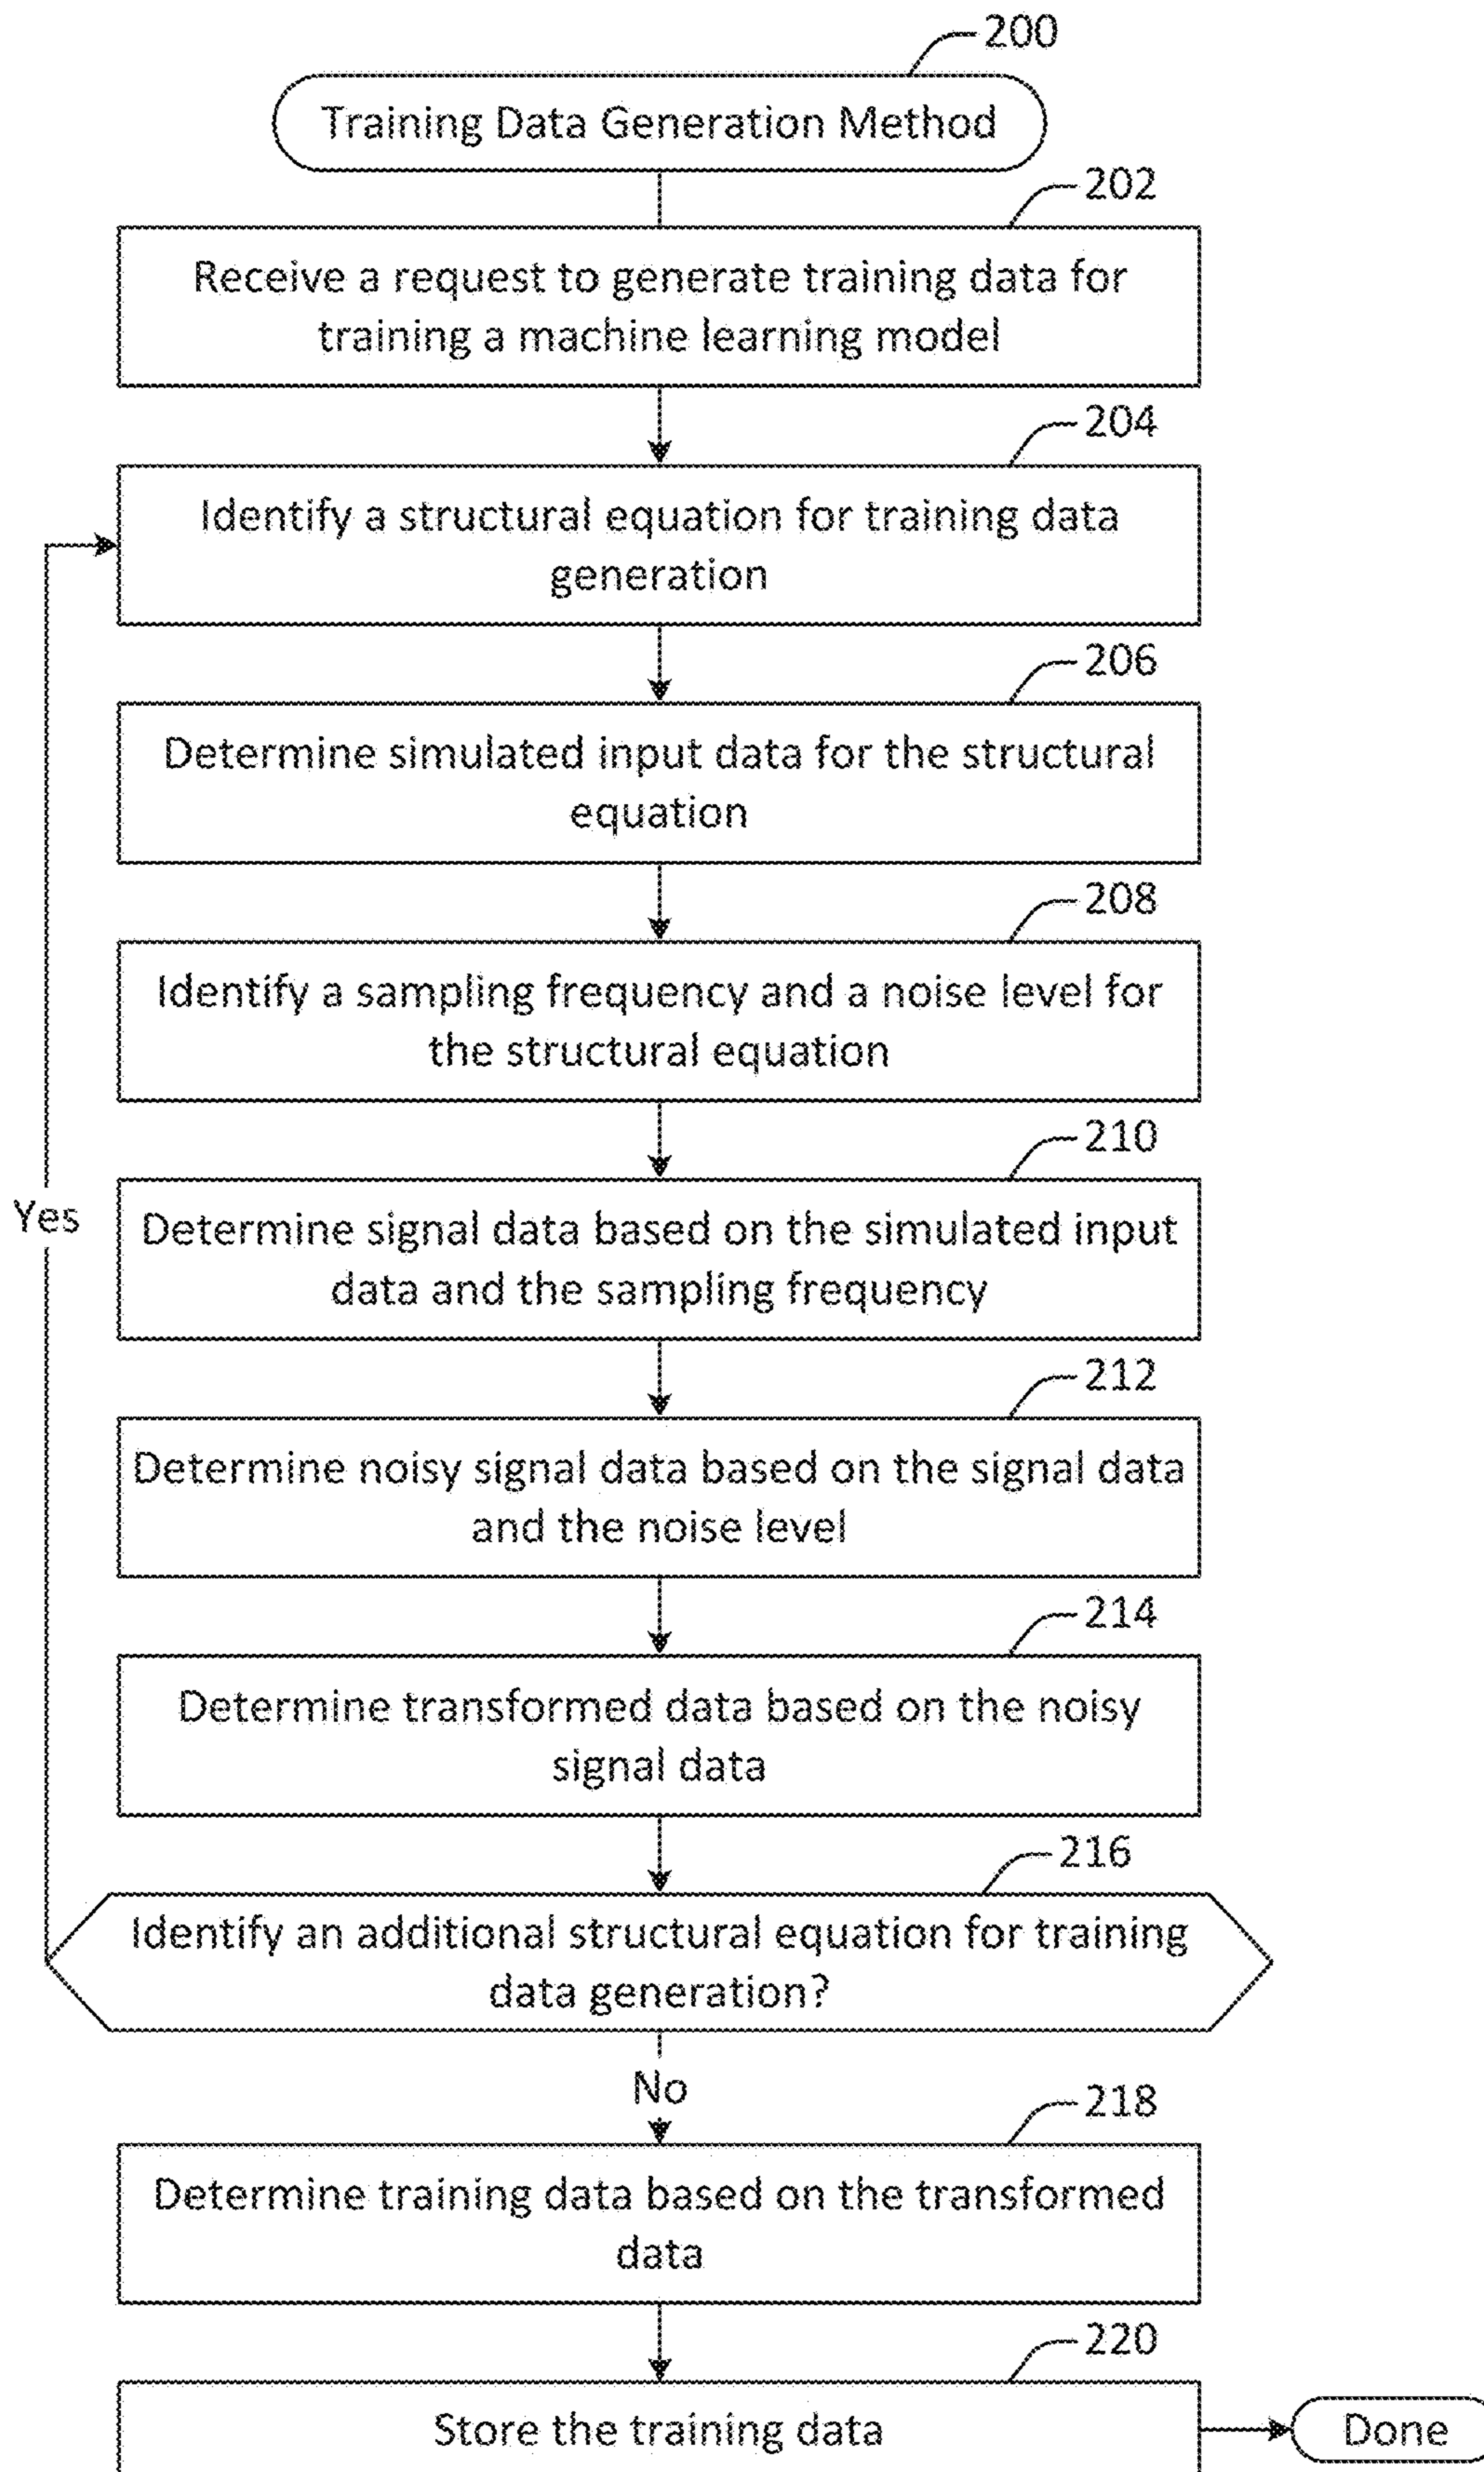 200
Training Data Generation Method
202
Receive a request to generate training data for
training a machine learning model
204
Identify a structural equation for training data
generation
206
Determine simulated input data for the structural
equation
208
Identify a sampling frequency and a noise level for
the structural equation
210
Yes
Determine signal data based on the simulated input
data and the sampling frequency
212
Determine noisy signal data based on the signal data
and the noise level
214
Determine transformed data based on the noisy
signal data
216
Identify an additional structural equation for training
data generation?
No
218
Determine training data based on the transformed
data
220
Store the training data
Done